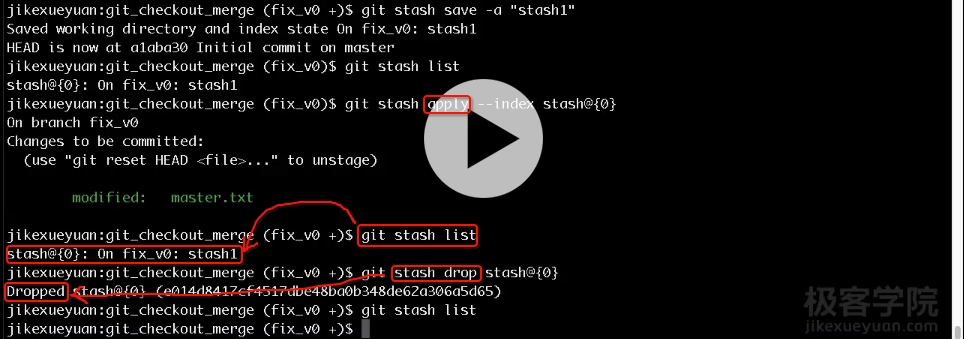 jikexueyuan:git_checkout_merge (fix_v0 +)$ git stash save -a "stash1"
Saved working directory and index state On fix_v0: stash1
HEAD is now at a1aba30 Initial commit on master
jikexueyuan:git_checkout_merge (fix_v0)$ git stash list
stash@{0}: On fix_v0: stash1
jikexueyuan:git_checkout_merge (fix_v0)$ git stash apply --index stash@{0}
On branch fix_v0
Changes to be committed:
(use "git reset HEAD <file>..." to unstage)
modified: master.txt
jikexueyuan:git_checkout_merge (fix_v0 +)$ git stash list
stash@{0}: On fix_v0: stash1
jikexueyuan:git_checkout_merge (fix_v0 +)$ git stash drop stash@{0}
Dropped stash@{0} (e014d8417cf4517dbe48ba0b348de62a306a5d65)
jikexueyuan:git_checkout_merge (fix_v0 +)$ git stash list
jikexueyuan:git_checkout_merge (fix_v0 +)$
极客学院
jikexueyuan.com